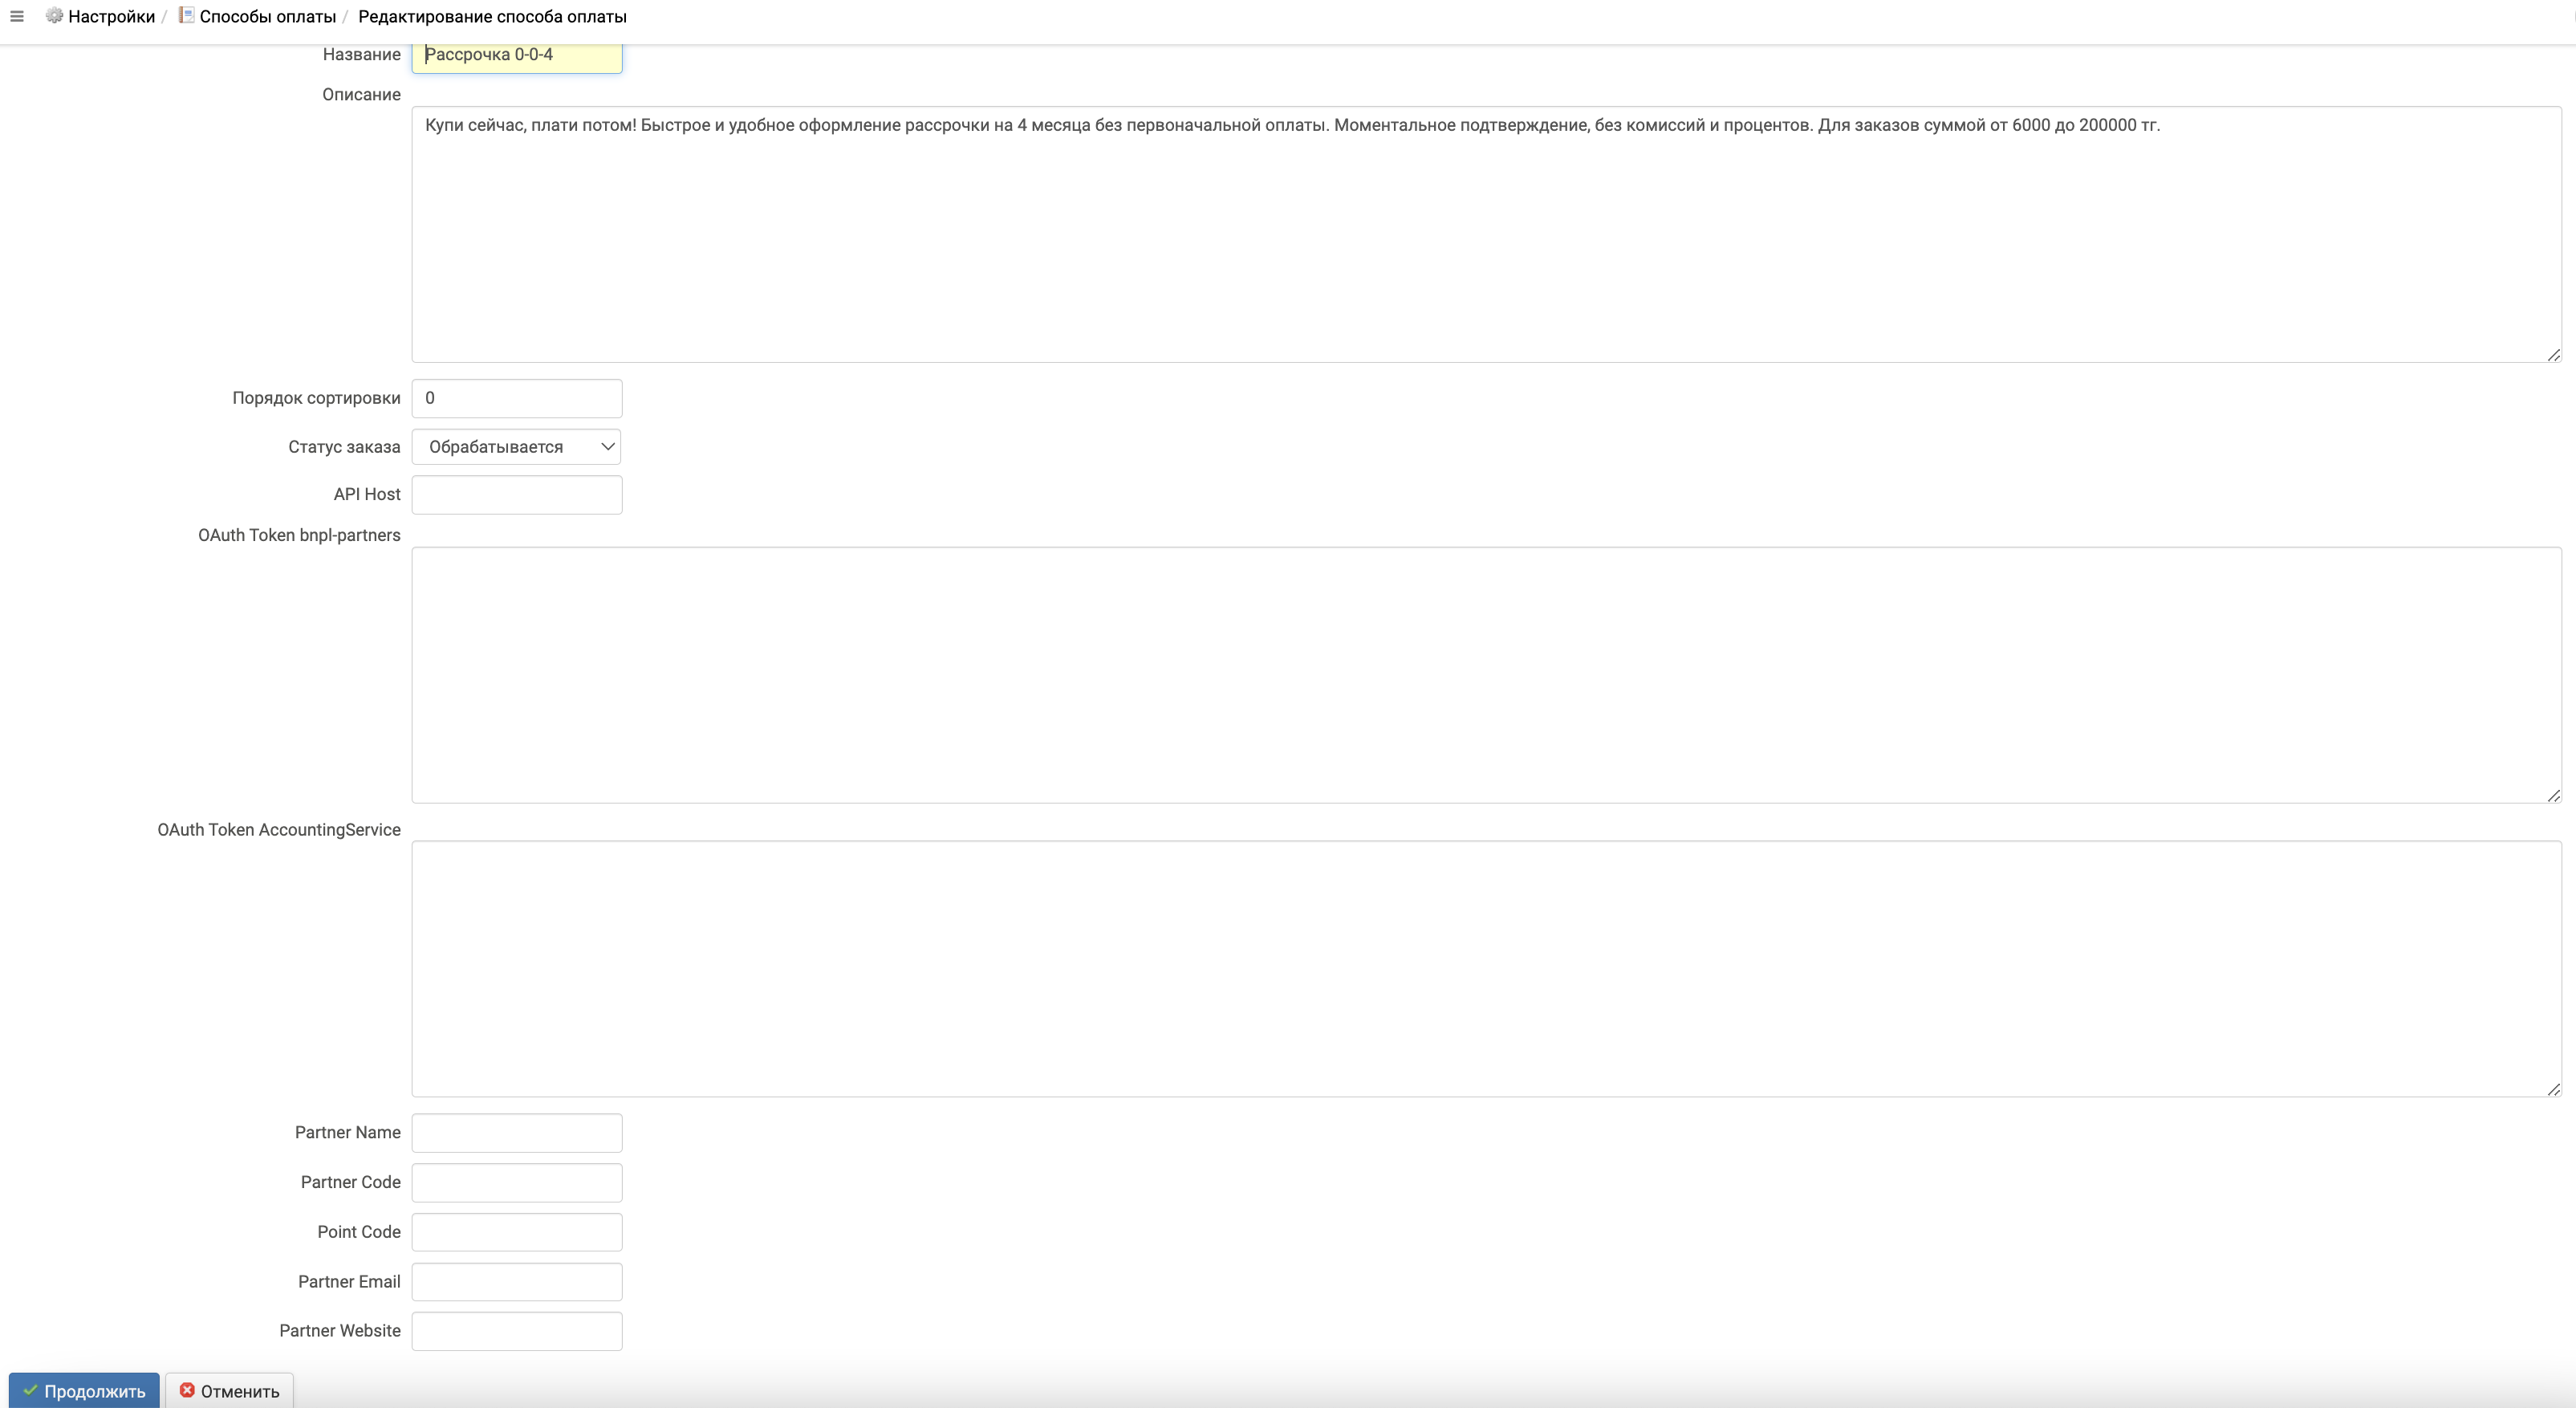 Настройки / Способы оплаты / Редактирование способа оплаты
Название Рассрочка 0-0-4
Описание
Купи сейчас, плати потом! Быстрое и удобное оформление рассрочки на 4 месяца без первоначальной оплаты. Моментальное подтверждение, без комиссий и процентов. Для заказов суммой от 6000 до 200000 тг.
Порядок сортировки 0
Статус заказа Обрабатывается
API Host
OAuth Token bnpl-partners
OAuth Token AccountingService
Partner Name
Partner Code
Point Code
Partner Email
Partner Website
Продолжить Отменить